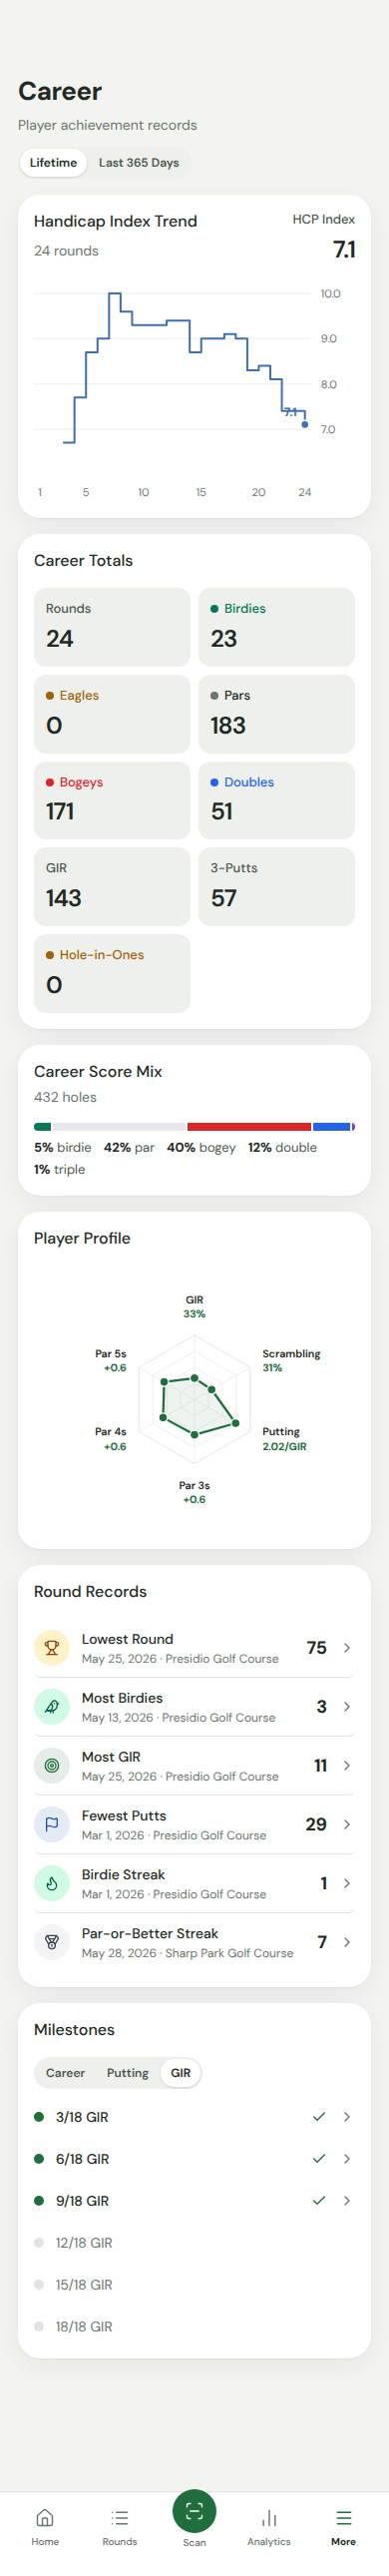 Career
Player achievement records
Lifetime Last 365 Days
Handicap Index Trend HCP Index
24 rounds 7.1
10.0
9.0
8.0
7.1
7.0
1 5 10 15 20 24
Career Totals
Rounds Birdies
24 23
Eagles Pars
0 183
Bogeys Doubles
171 51
GIR 3-Putts
143 57
Hole-in-Ones
0
Career Score Mix
432 holes
5% birdie 42% par 40% bogey 12% double
1% triple
Player Profile
GIR
33%
Par 5s Scrambling
+0.6 31%
Par 4s Putting
+0.6 2.02/GIR
Par 3s
+0.6
Round Records
Lowest Round 75
May 25, 2026 · Presidio Golf Course
Most Birdies 3
May 13, 2026 · Presidio Golf Course
Most GIR 11
May 25, 2026 · Presidio Golf Course
Fewest Putts 29
Mar 1, 2026 · Presidio Golf Course
Birdie Streak 1
Mar 1, 2026 · Presidio Golf Course
Par-or-Better Streak 7
May 28, 2026 · Sharp Park Golf Course
Milestones
Career Putting GIR
3/18 GIR
6/18 GIR
9/18 GIR
12/18 GIR
15/18 GIR
18/18 GIR
Home Rounds Scan Analytics More